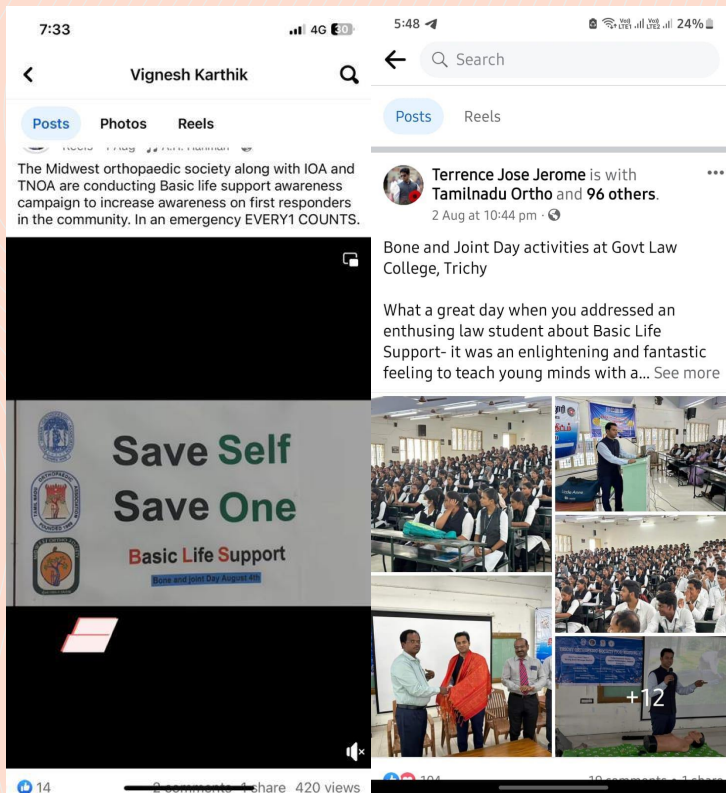 7:33
4G 30
Vignesh Karthik
Posts Photos Reels
The Midwest orthopaedic society along with IOA and
TNOA are conducting Basic life support awareness
campaign to increase awareness on first responders
in the community. In an emergency EVERY1 COUNTS.
Save Self
Save One
Basic Life Support
Bone and joint Day August 4th
14
2 comments 1 share 420 views
5:48
24%
Search
Posts Reels
Terrence Jose Jerome is with
Tamilnadu Ortho and 96 others.
2 Aug at 10:44 pm ·
Bone and Joint Day activities at Govt Law
College, Trichy
What a great day when you addressed an
enthusing law student about Basic Life
Support- it was an enlightening and fantastic
feeling to teach young minds with a... See more
+12